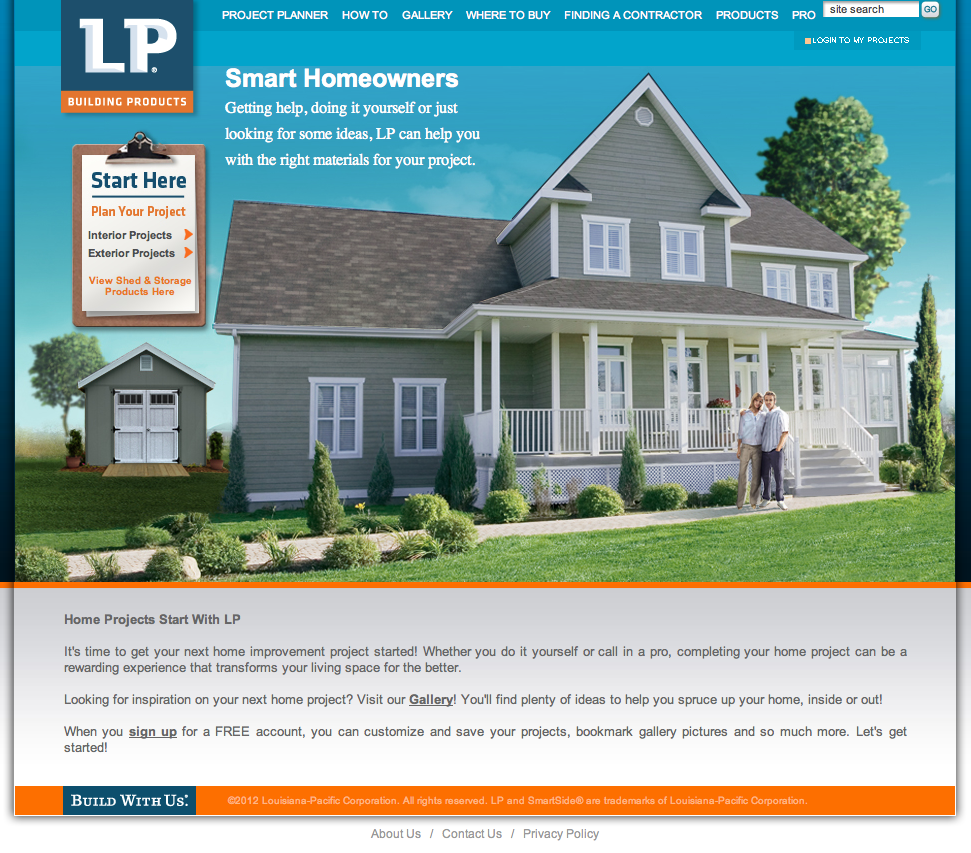 PROJECT PLANNER HOW TO GALLERY WHERE TO BUY FINDING A CONTRACTOR PRODUCTS PRO site search GO
LOGIN TO MY PROJECTS
LP®
BUILDING PRODUCTS
Smart Homeowners
Getting help, doing it yourself or just
looking for some ideas, LP can help you
with the right materials for your project.
Start Here
Plan Your Project
Interior Projects
Exterior Projects
View Shed & Storage
Products Here
Home Projects Start With LP
It's time to get your next home improvement project started! Whether you do it yourself or call in a pro, completing your home project can be a
rewarding experience that transforms your living space for the better.
Looking for inspiration on your next home project? Visit our Gallery! You'll find plenty of ideas to help you spruce up your home, inside or out!
When you sign up for a FREE account, you can customize and save your projects, bookmark gallery pictures and so much more. Let's get
started!
BUILD WITH US.®
©2012 Louisiana-Pacific Corporation. All rights reserved. LP and SmartSide® are trademarks of Louisiana-Pacific Corporation.
About Us / Contact Us / Privacy Policy